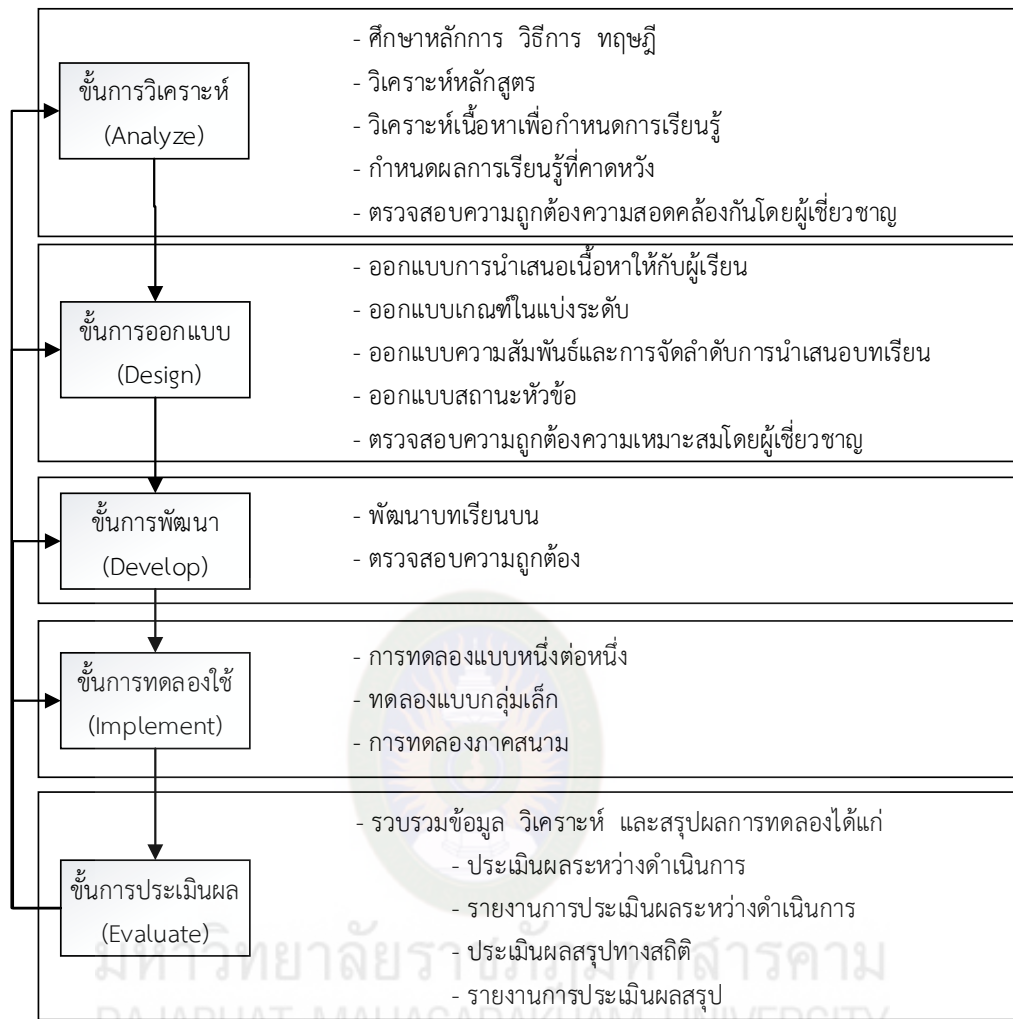 ขั้นการวิเคราะห์
(Analyze)
- ศึกษาหลักการ วิธีการ ทฤษฎี
- วิเคราะห์หลักสูตร
- วิเคราะห์เนื้อหาเพื่อกำหนดการเรียนรู้
- กำหนดผลการเรียนรู้ที่คาดหวัง
- ตรวจสอบความถูกต้องความสอดคล้องกันโดยผู้เชี่ยวชาญ
ขั้นการออกแบบ
(Design)
- ออกแบบการนำเสนอเนื้อหาให้กับผู้เรียน
- ออกแบบเกณฑ์ในแบ่งระดับ
- ออกแบบความสัมพันธ์และการจัดลำดับการนำเสนอบทเรียน
- ออกแบบสถานะหัวข้อ
- ตรวจสอบความถูกต้องความเหมาะสมโดยผู้เชี่ยวชาญ
ขั้นการพัฒนา
(Develop)
- พัฒนาบทเรียนบน
- ตรวจสอบความถูกต้อง
ขั้นการทดลองใช้
(Implement)
- การทดลองแบบหนึ่งต่อหนึ่ง
- ทดลองแบบกลุ่มเล็ก
- การทดลองภาคสนาม
ขั้นการประเมินผล
(Evaluate)
- รวบรวมข้อมูล วิเคราะห์ และสรุปผลการทดลองได้แก่
- ประเมินผลระหว่างดำเนินการ
- รายงานการประเมินผลระหว่างดำเนินการ
- ประเมินผลสรุปทางสถิติ
- รายงานการประเมินผลสรุป
มหาวิทยาลัยราชภัฏมหาสารคาม
RAJABHAT MAHASARAKHAM UNIVERSITY